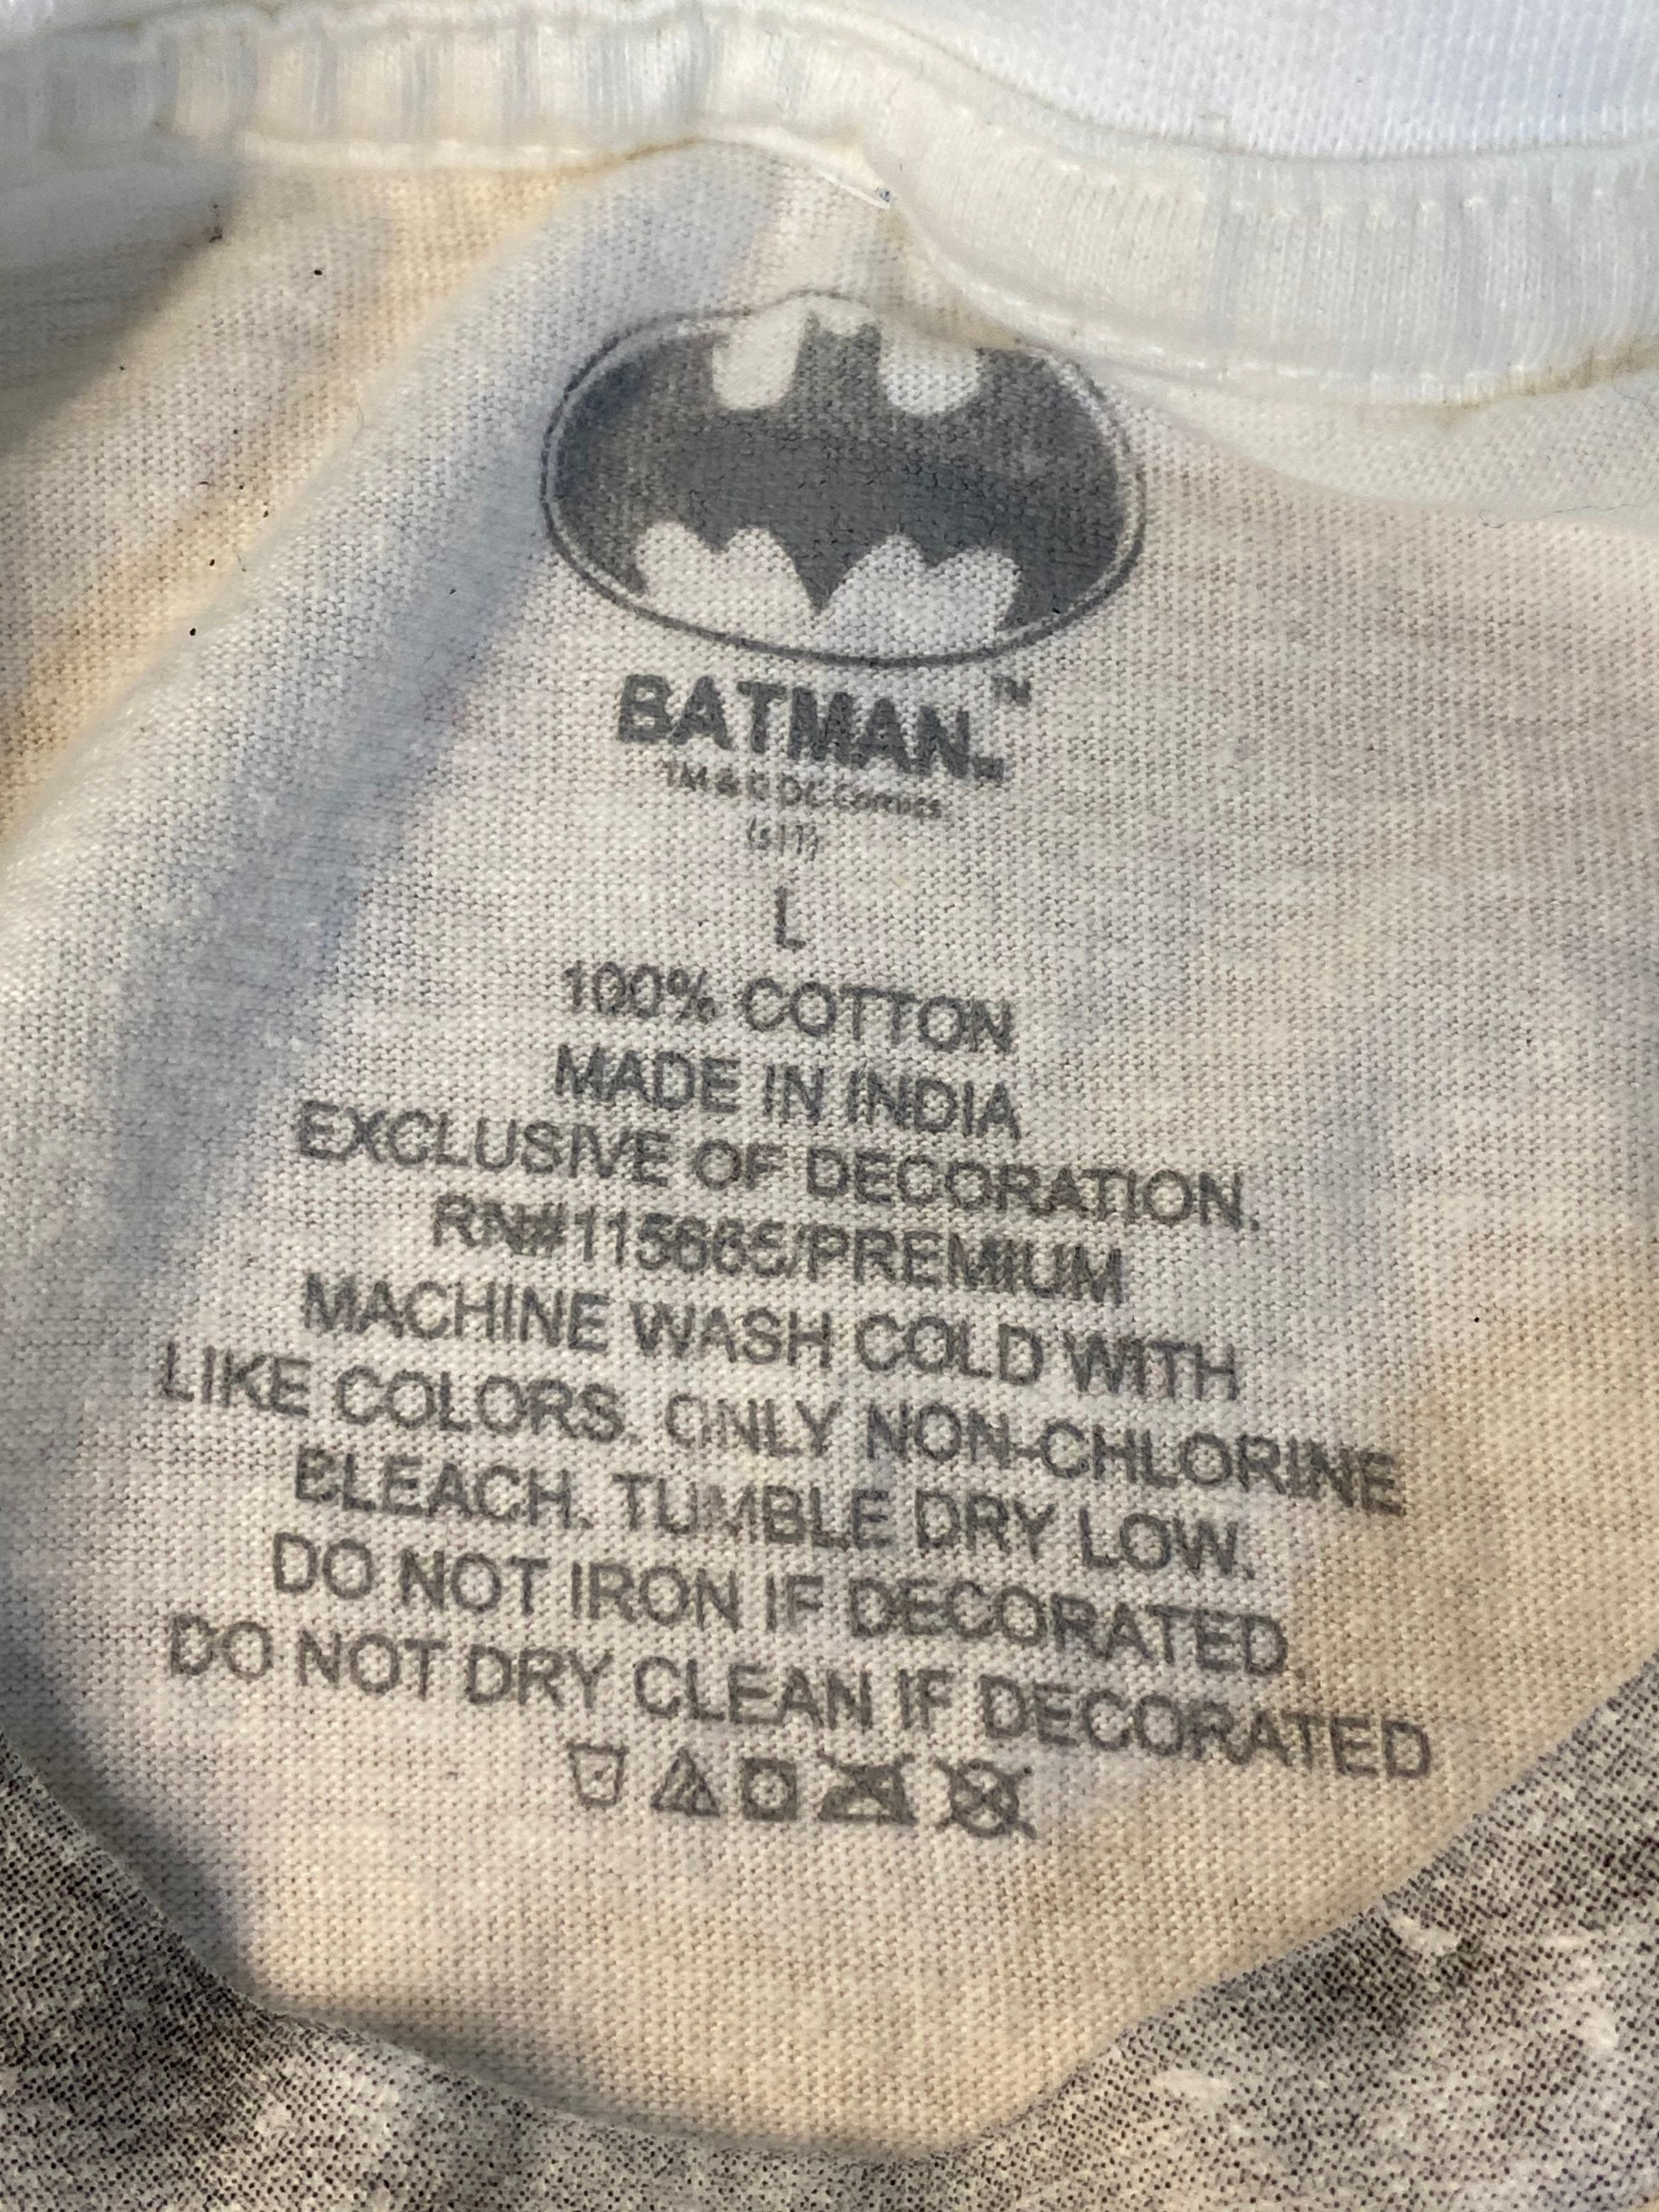 BATMAN™
TM & © DC Comics
(s17)
L
100% COTTON
MADE IN INDIA
EXCLUSIVE OF DECORATION.
RN#115665/PREMIUM
MACHINE WASH COLD WITH
LIKE COLORS. ONLY NON-CHLORINE
BLEACH. TUMBLE DRY LOW.
DO NOT IRON IF DECORATED.
DO NOT DRY CLEAN IF DECORATED